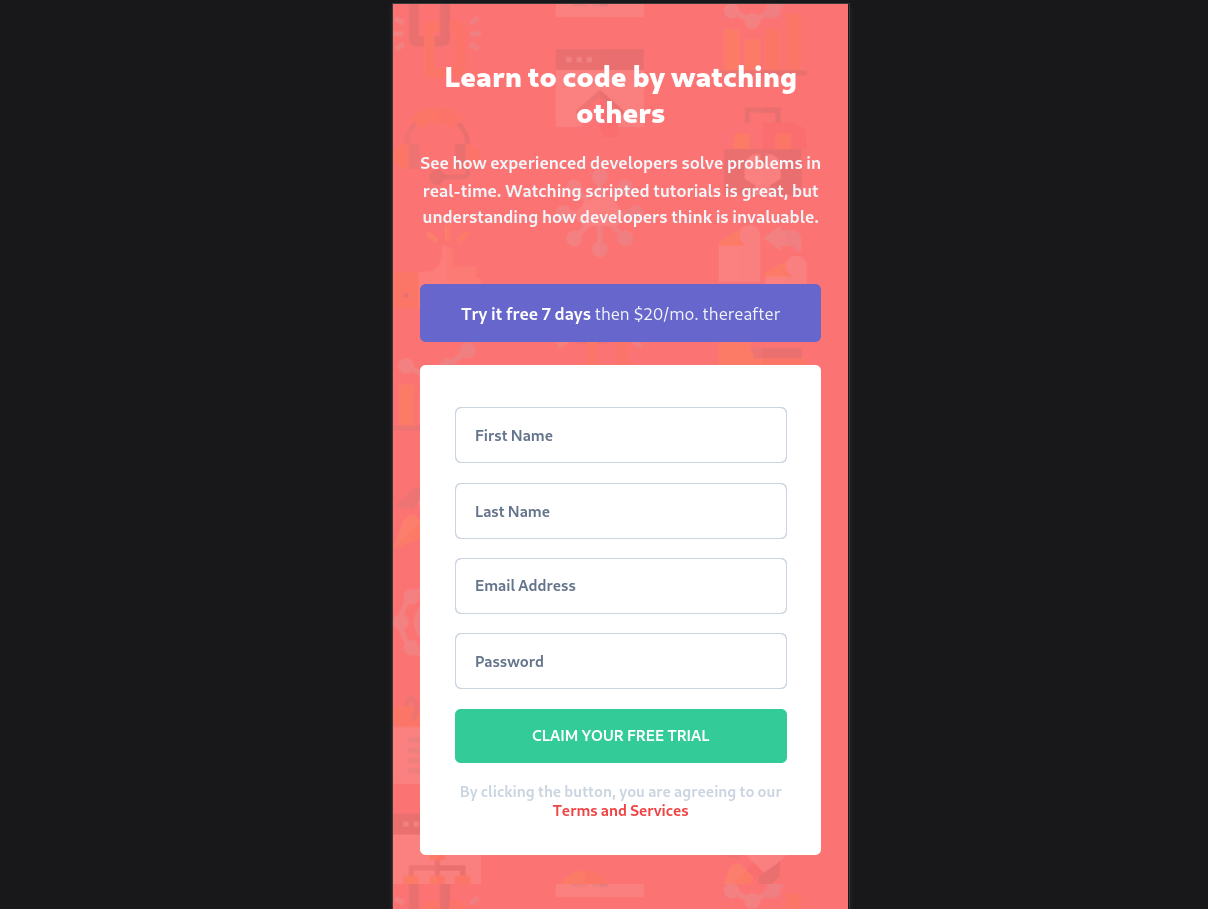 Learn to code by watching
others
See how experienced developers solve problems in
real-time. Watching scripted tutorials is great, but
understanding how developers think is invaluable.
Try it free 7 days then $20/mo. thereafter
First Name
Last Name
Email Address
Password
CLAIM YOUR FREE TRIAL
By clicking the button, you are agreeing to our
Terms and Services